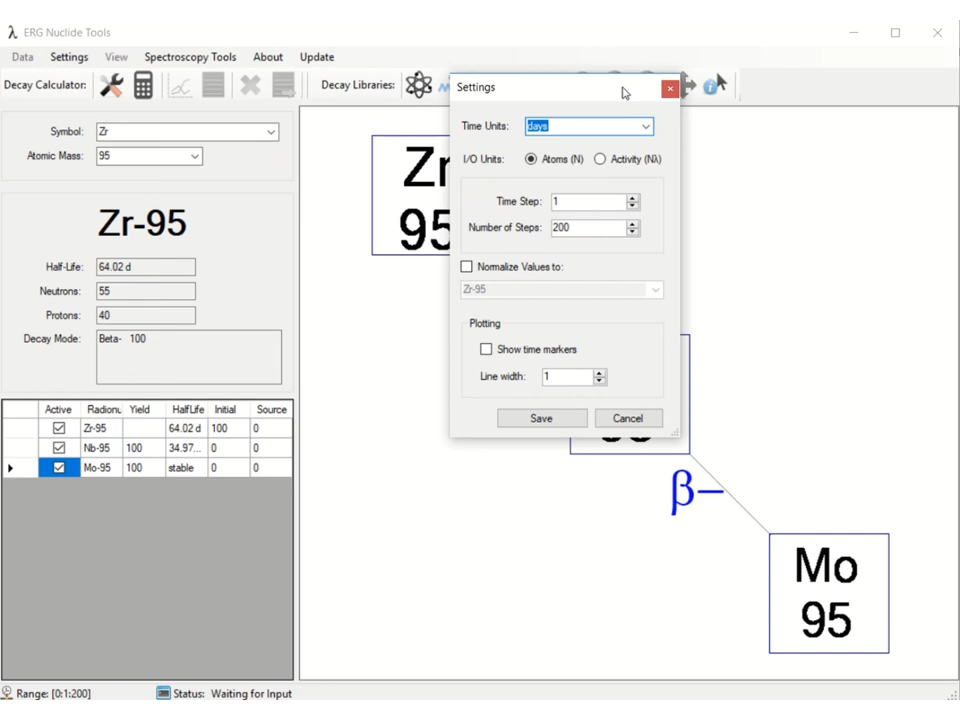 ERG Nuclide Tools
Data Settings View Spectroscopy Tools About Update
Decay Calculator: Decay Libraries:
Symbol: Zr
Atomic Mass: 95
Zr-95
Half-Life: 64.02 d
Neutrons: 55
Protons: 40
Decay Mode: Beta- 100
Active Radionu Yield HalfLife Initial Source
Zr-95 64.02 d 100 0
Nb-95 100 34.97... 0 0
Mo-95 100 stable 0 0
Range: [0:1:200] Status: Waiting for Input
Zr
95
Settings
Time Units: days
I/O Units: Atoms (N) Activity (Nλ)
Time Step: 1
Number of Steps: 200
Normalize Values to:
Zr-95
Plotting
Show time markers
Line width: 1
Save Cancel
β−
Mo
95